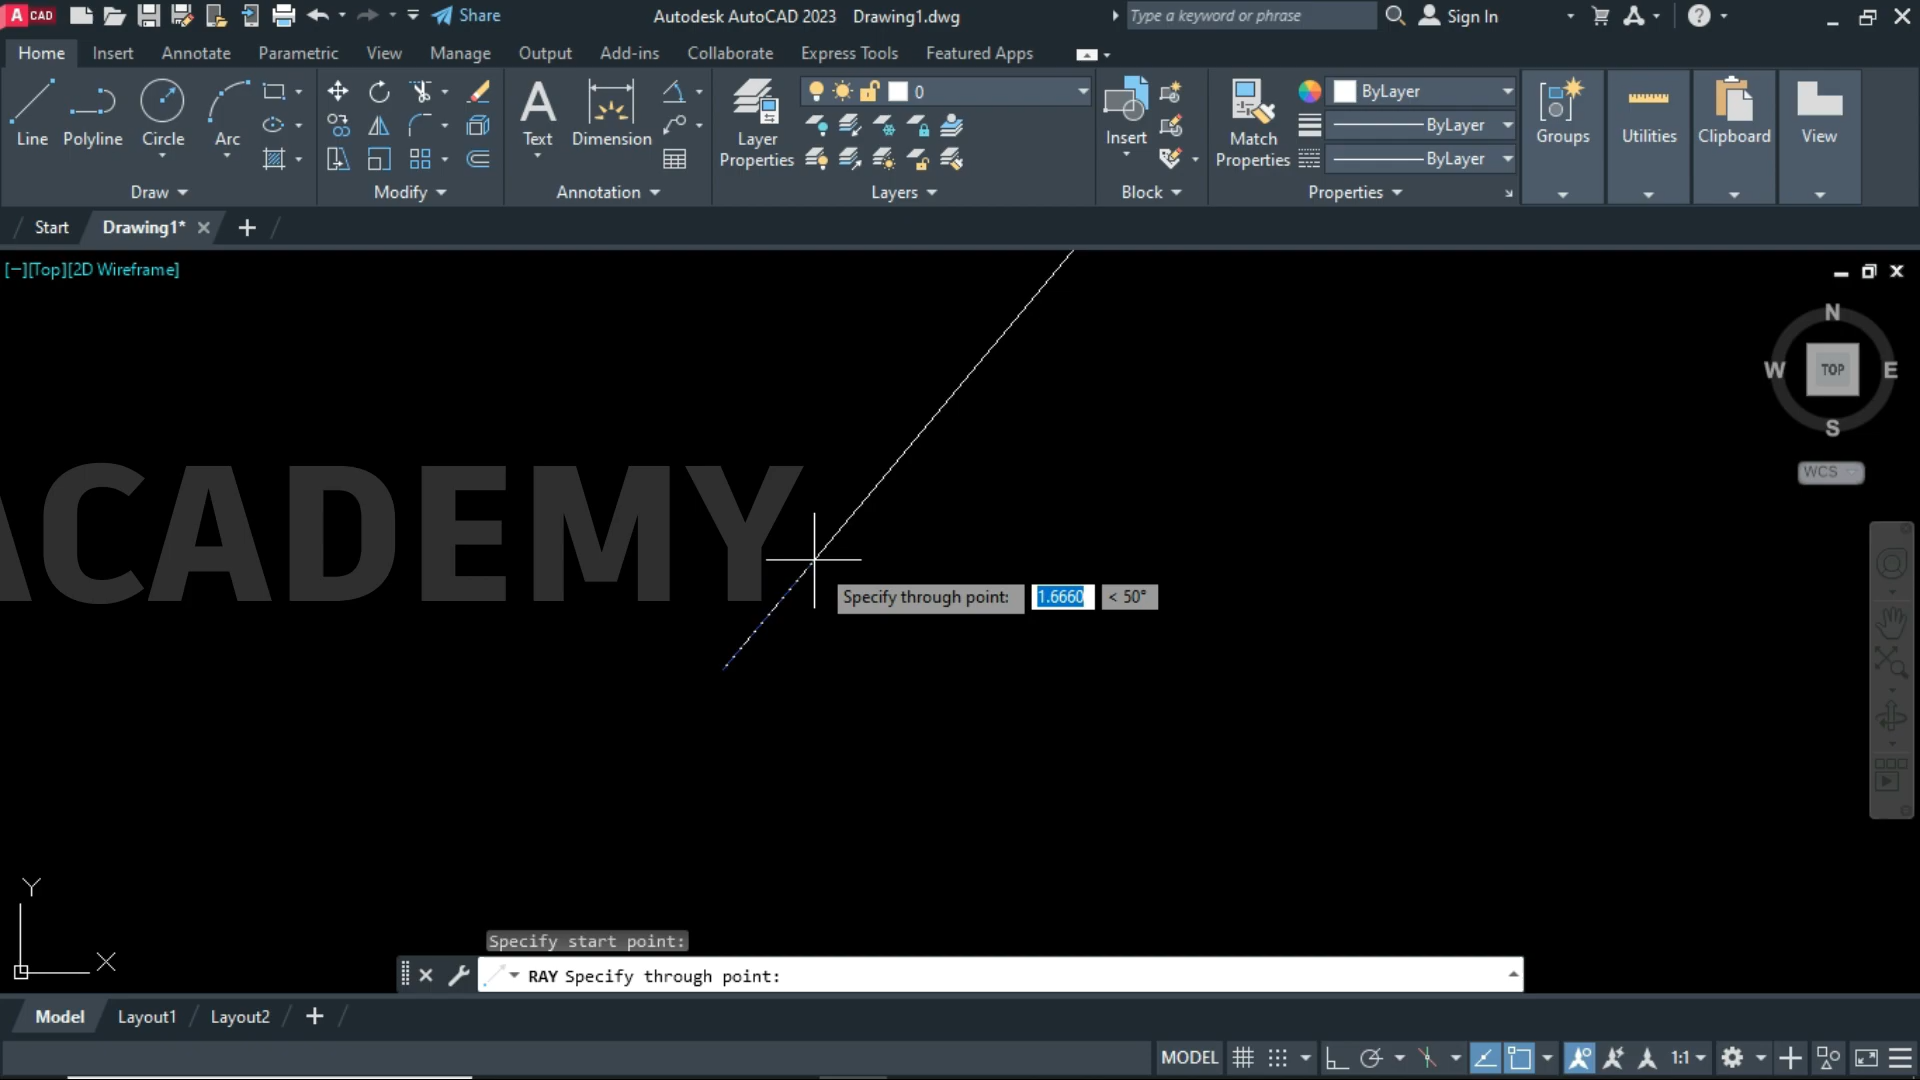 A CAD Share Autodesk AutoCAD 2023 Drawing1.dwg Type a keyword or phrase Sign In ?
Home Insert Annotate Parametric View Manage Output Add-ins Collaborate Express Tools Featured Apps
0 ByLayer
Line Polyline Circle Arc A Text Dimension Layer Properties Insert Match Properties ByLayer Groups Utilities Clipboard View
ByLayer
Draw Modify Annotation Layers Block Properties
Start Drawing1*
[−][Top][2D Wireframe]
N
W TOP E
S
WCS
ACADEMY
Specify through point: 1.6660 < 50°
Y
X
Specify start point:
RAY Specify through point:
Model Layout1 Layout2
MODEL 1:1